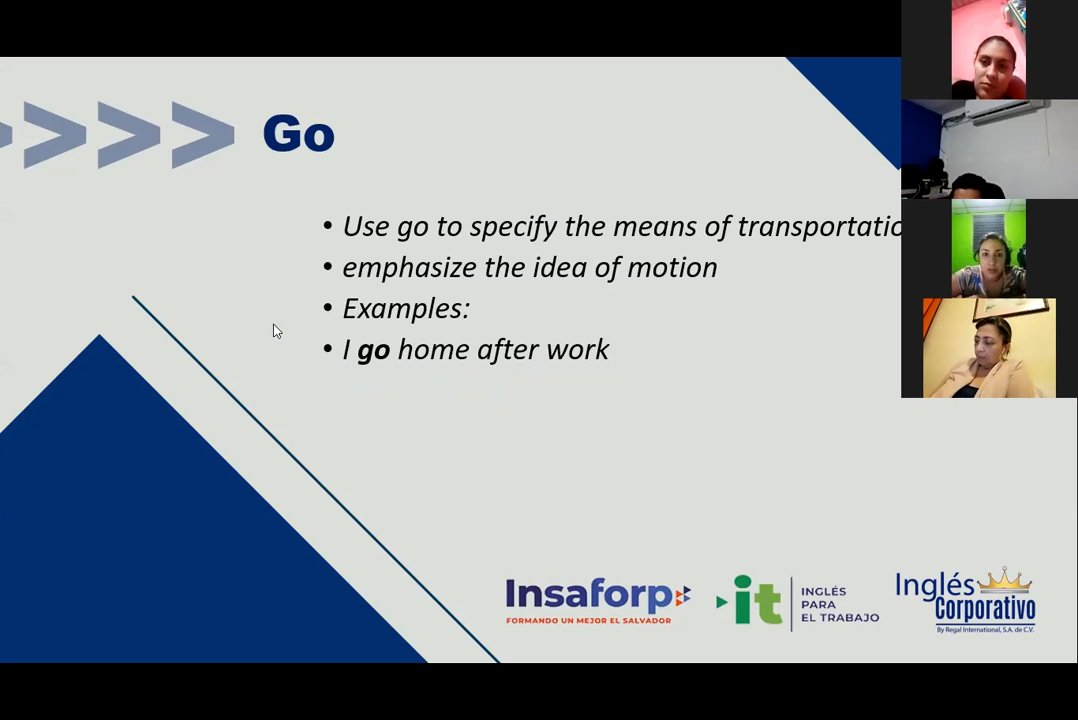 Go
• Use go to specify the means of transportatio
• emphasize the idea of motion
• Examples:
• I go home after work
Insaforp
FORMANDO UN MEJOR EL SALVADOR
it
INGLÉS
PARA
EL TRABAJO
Inglés
Corporativo
By Regal International, S.A. de C.V.